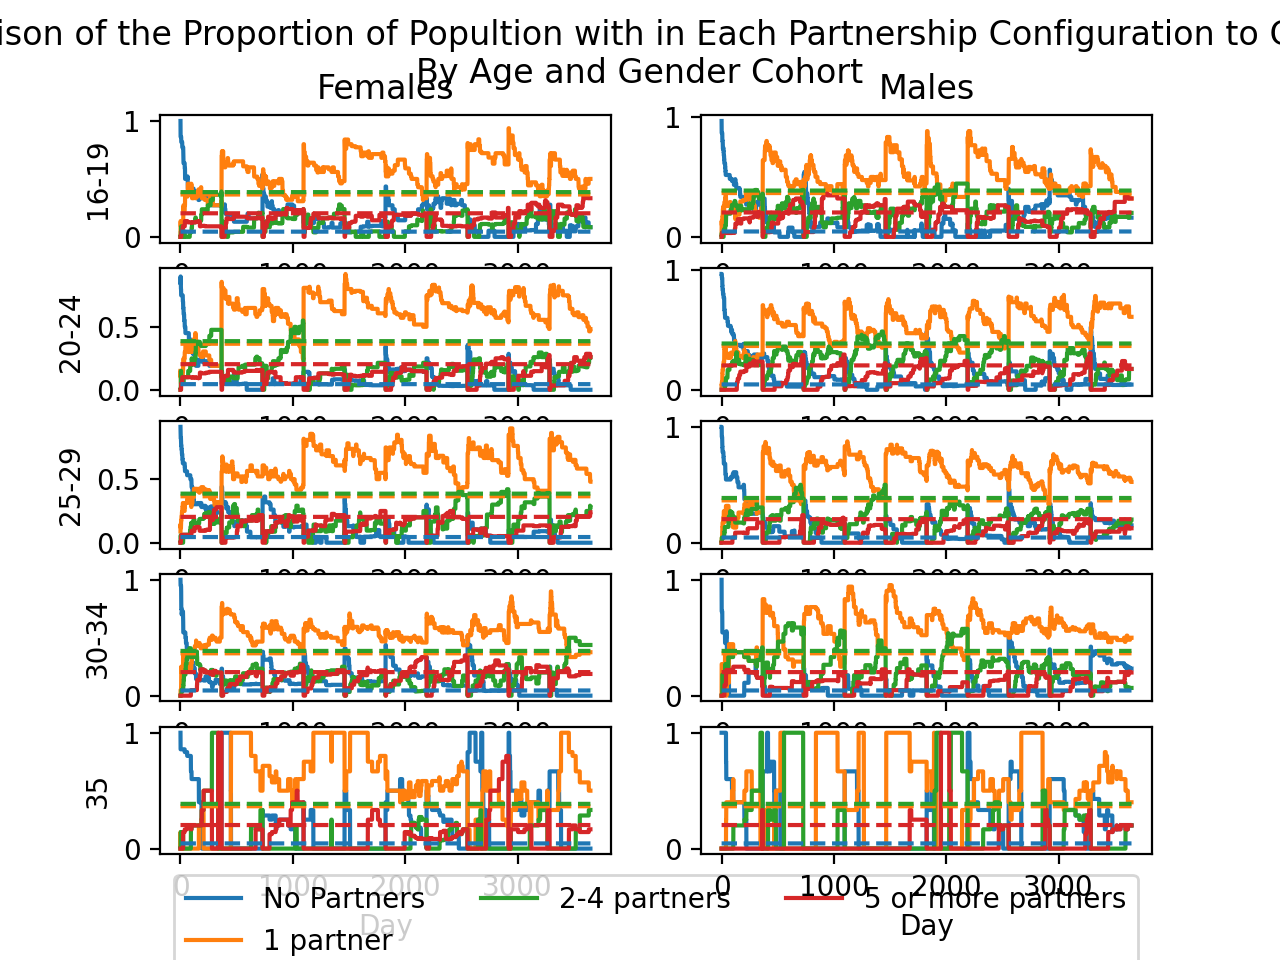 of the Proportion of Popultion with in Each Partnership Configuration to
By Age and Gender Cohort
Females
Males
16-19
1
0
1
0
20-24
0.5
0.0
1
0
25-29
0.5
0.0
1
0
30-34
1
0
1
0
35
1
0
1
0
0 1000 2000 3000
0 1000 2000 3000
Day
Day
No Partners
2-4 partners
5 or more partners
1 partner